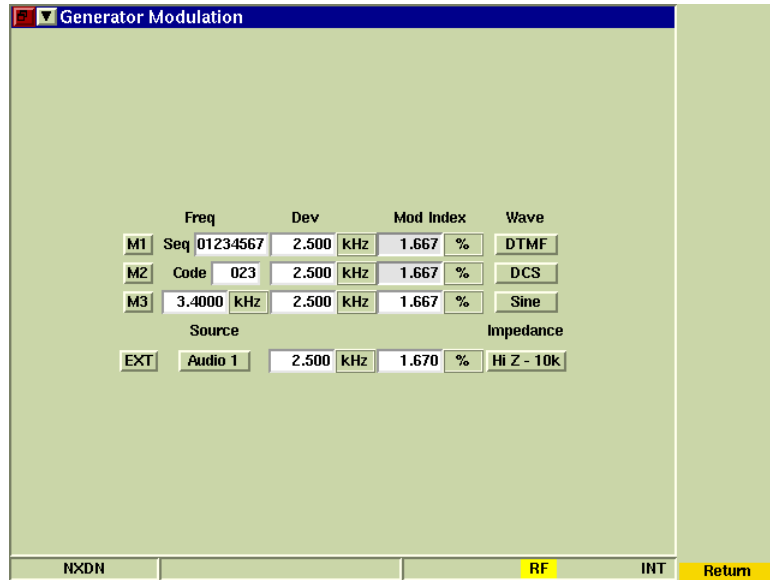 Generator Modulation
Freq Dev Mod Index Wave
M1 Seq 01234567 2.500 kHz 1.667 % DTMF
M2 Code 023 2.500 kHz 1.667 % DCS
M3 3.4000 kHz 2.500 kHz 1.667 % Sine
Source Impedance
EXT Audio 1 2.500 kHz 1.670 % Hi Z - 10k
NXDN RF INT Return